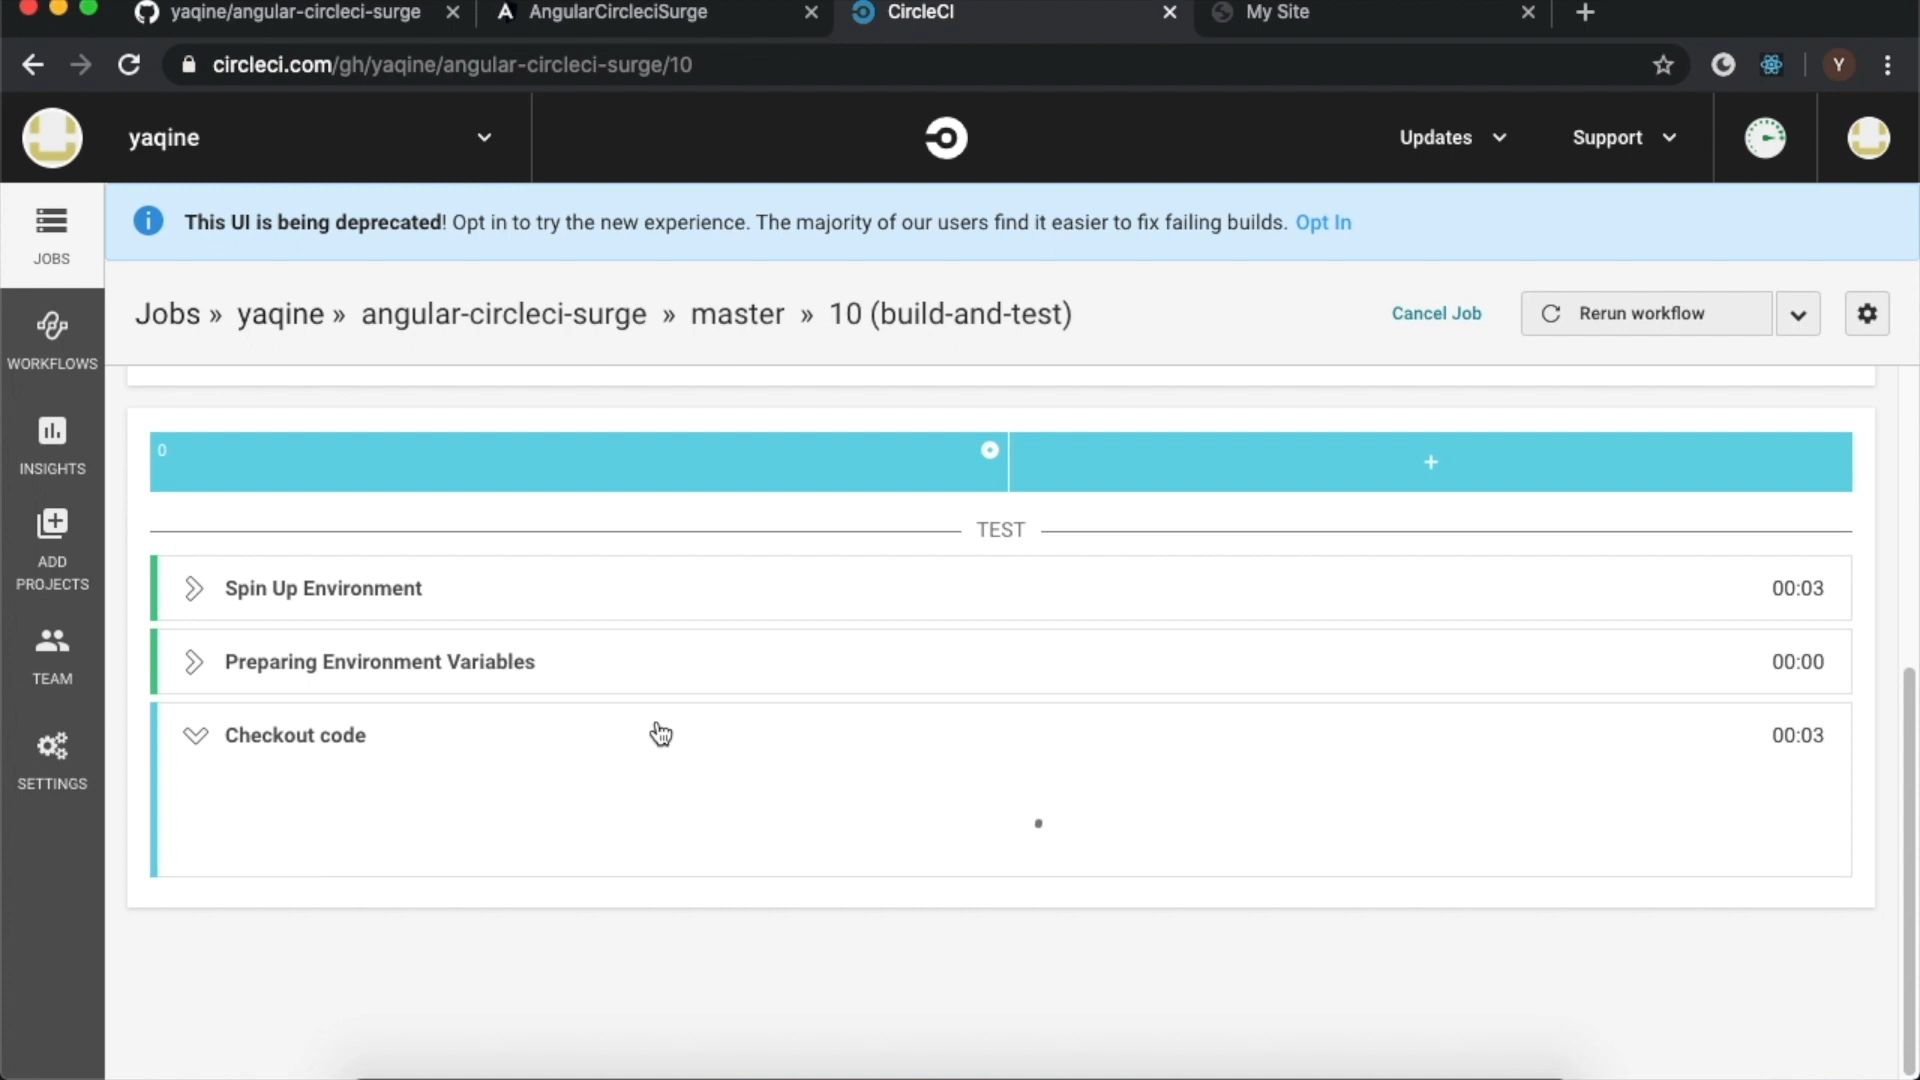 yaqine/angular-circleci-surge
AngularCircleciSurge
CircleCI
My Site
circleci.com/gh/yaqine/angular-circleci-surge/10
Y
yaqine
Updates
Support
JOBS
This UI is being deprecated! Opt in to try the new experience. The majority of our users find it easier to fix failing builds. Opt In
Jobs » yaqine » angular-circleci-surge » master » 10 (build-and-test)
Cancel Job
Rerun workflow
WORKFLOWS
INSIGHTS
ADD
PROJECTS
TEAM
SETTINGS
0
+
TEST
Spin Up Environment
00:03
Preparing Environment Variables
00:00
Checkout code
00:03